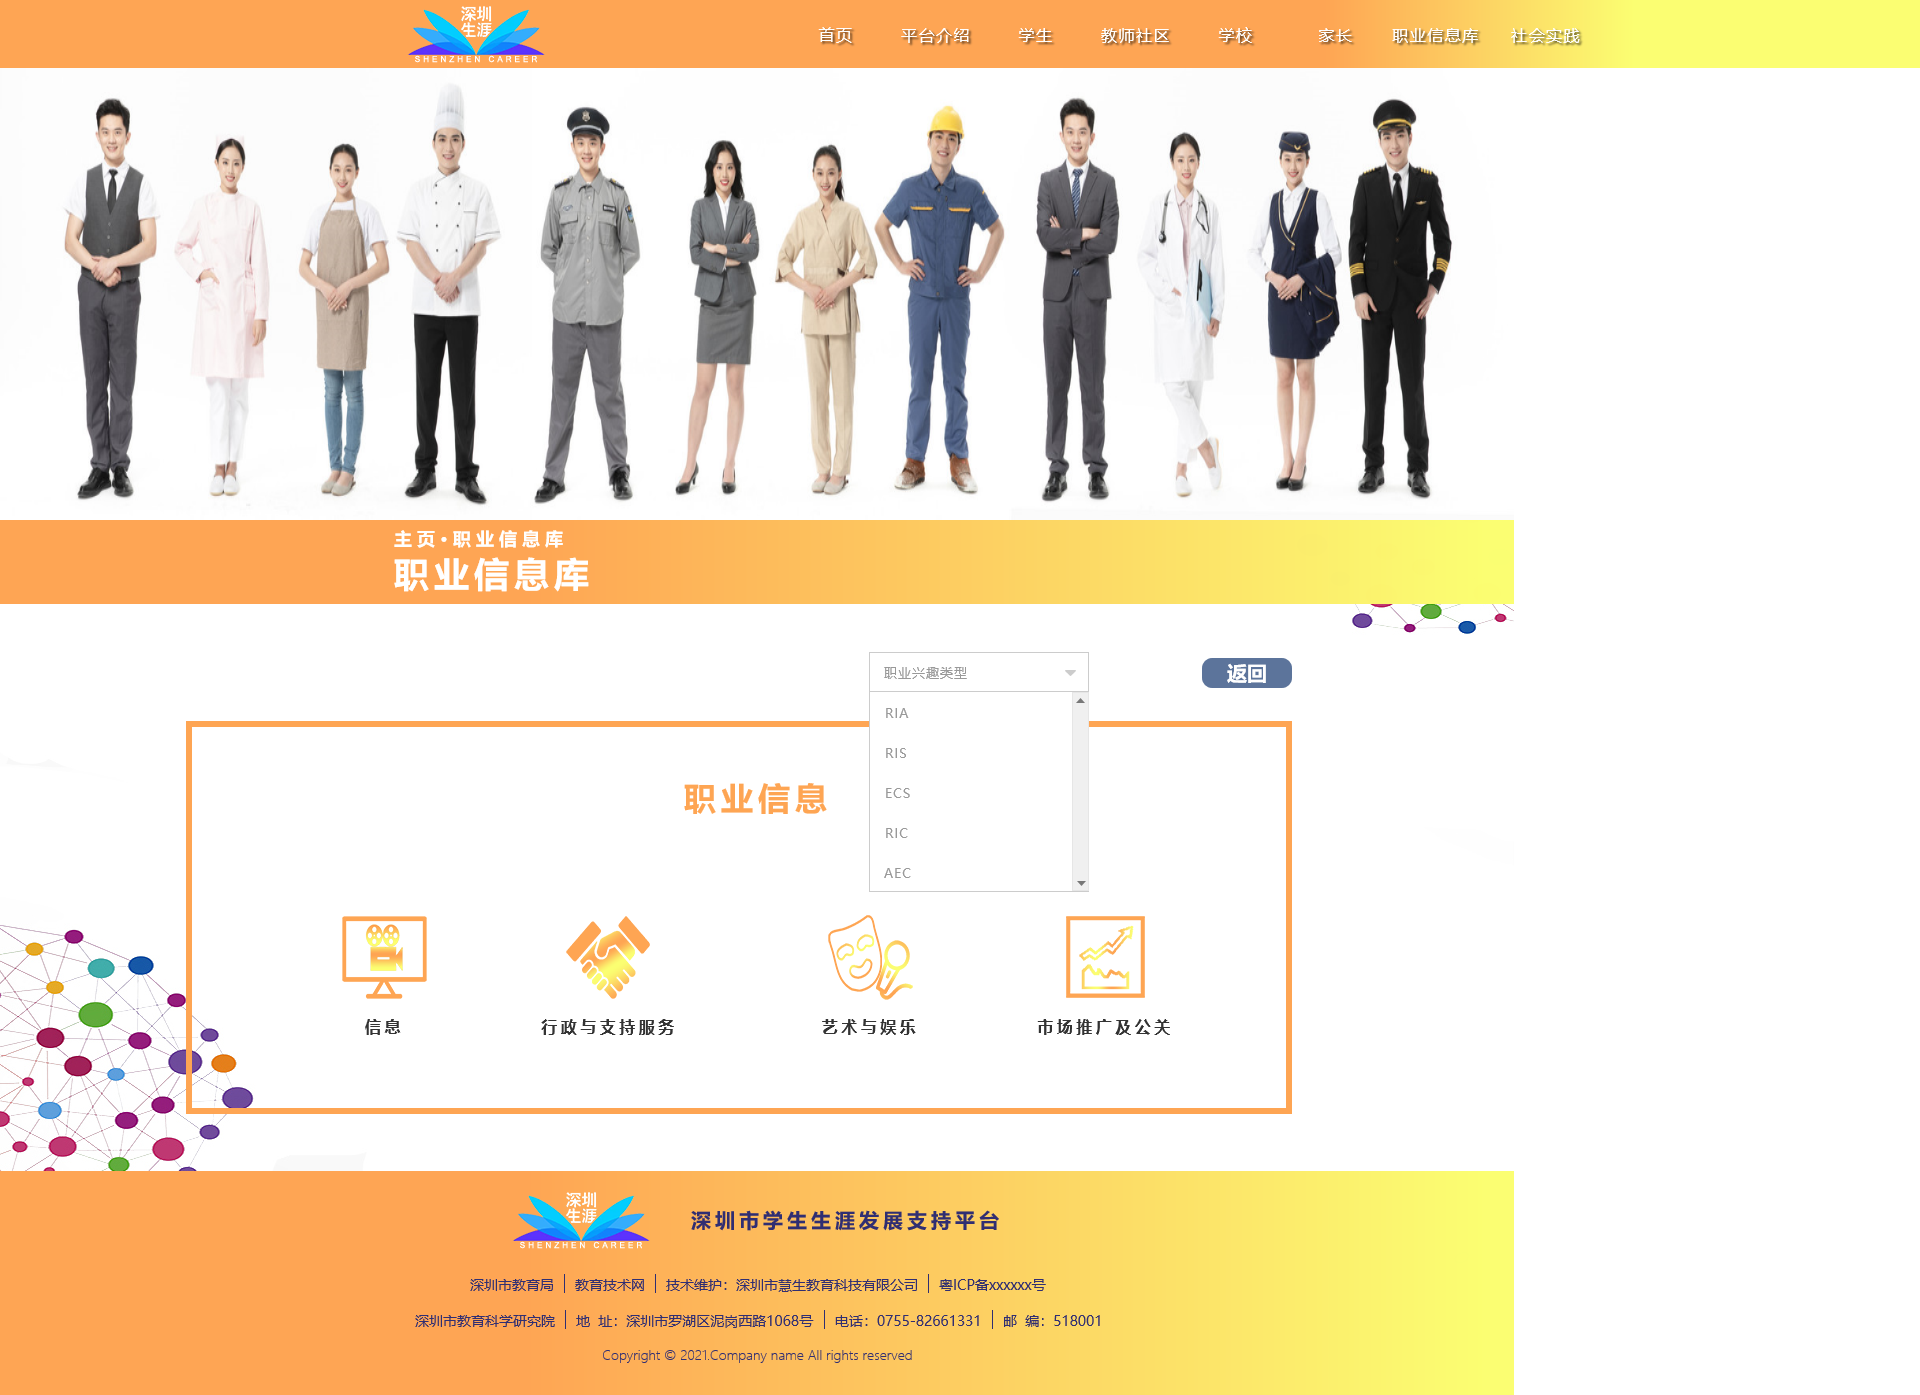 深圳
生涯
SHENZHEN CAREER
首页 平台介绍 学生 教师社区 学校 家长 职业信息库 社会实践
主页·职业信息库
职业信息库
职业兴趣类型
返回
RIA
RIS
ECS
RIC
AEC
职业信息
信息 行政与支持服务 艺术与娱乐 市场推广及公关
深圳
生涯
SHENZHEN CAREER
深圳市学生生涯发展支持平台
深圳市教育局 教育技术网 技术维护：深圳市慧生教育科技有限公司 粤ICP备xxxxxx号
深圳市教育科学研究院 地 址：深圳市罗湖区泥岗西路1068号 电话：0755-82661331 邮 编：518001
Copyright © 2021.Company name All rights reserved